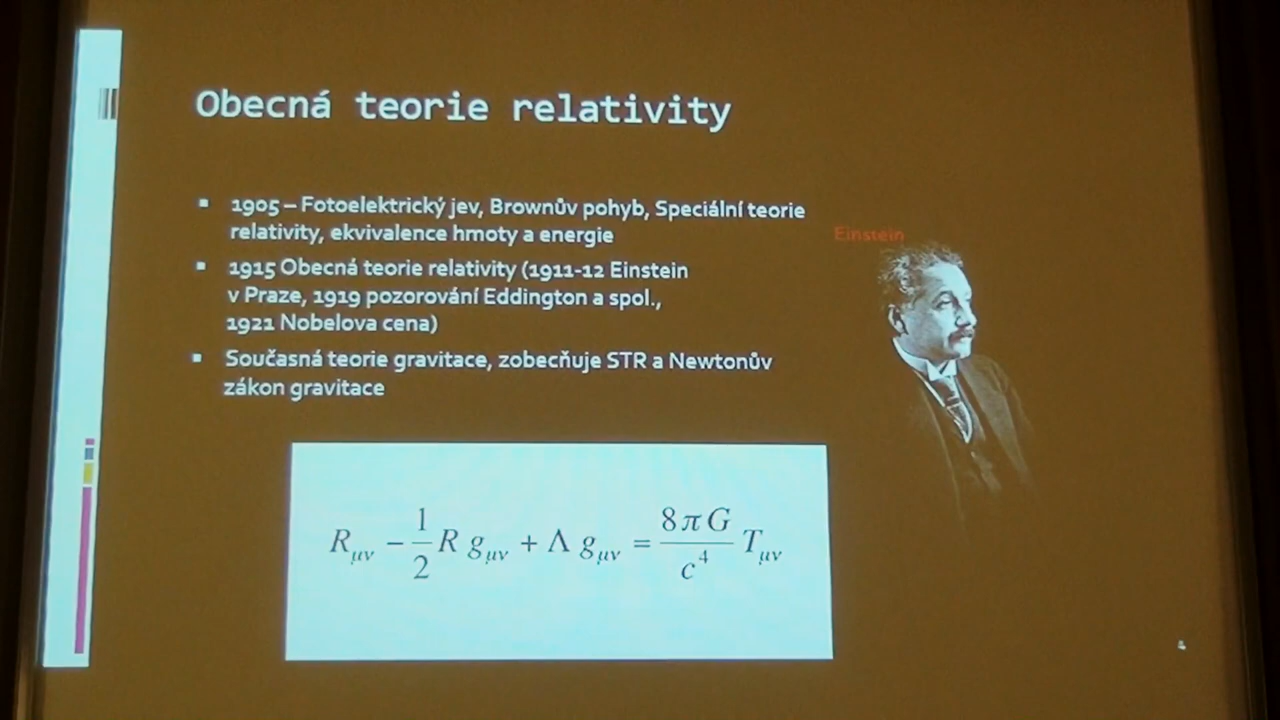 Obecná teorie relativity
1905 – Fotoelektrický jev, Brownův pohyb, Speciální teorie
relativity, ekvivalence hmoty a energie
Einstein
1915 Obecná teorie relativity (1911-12 Einstein
v Praze, 1919 pozorování Eddington a spol.,
1921 Nobelova cena)
Současná teorie gravitace, zobecňuje STR a Newtonův
zákon gravitace
R_μν − 1/2 R g_μν + Λ g_μν = 8πG/c⁴ T_μν